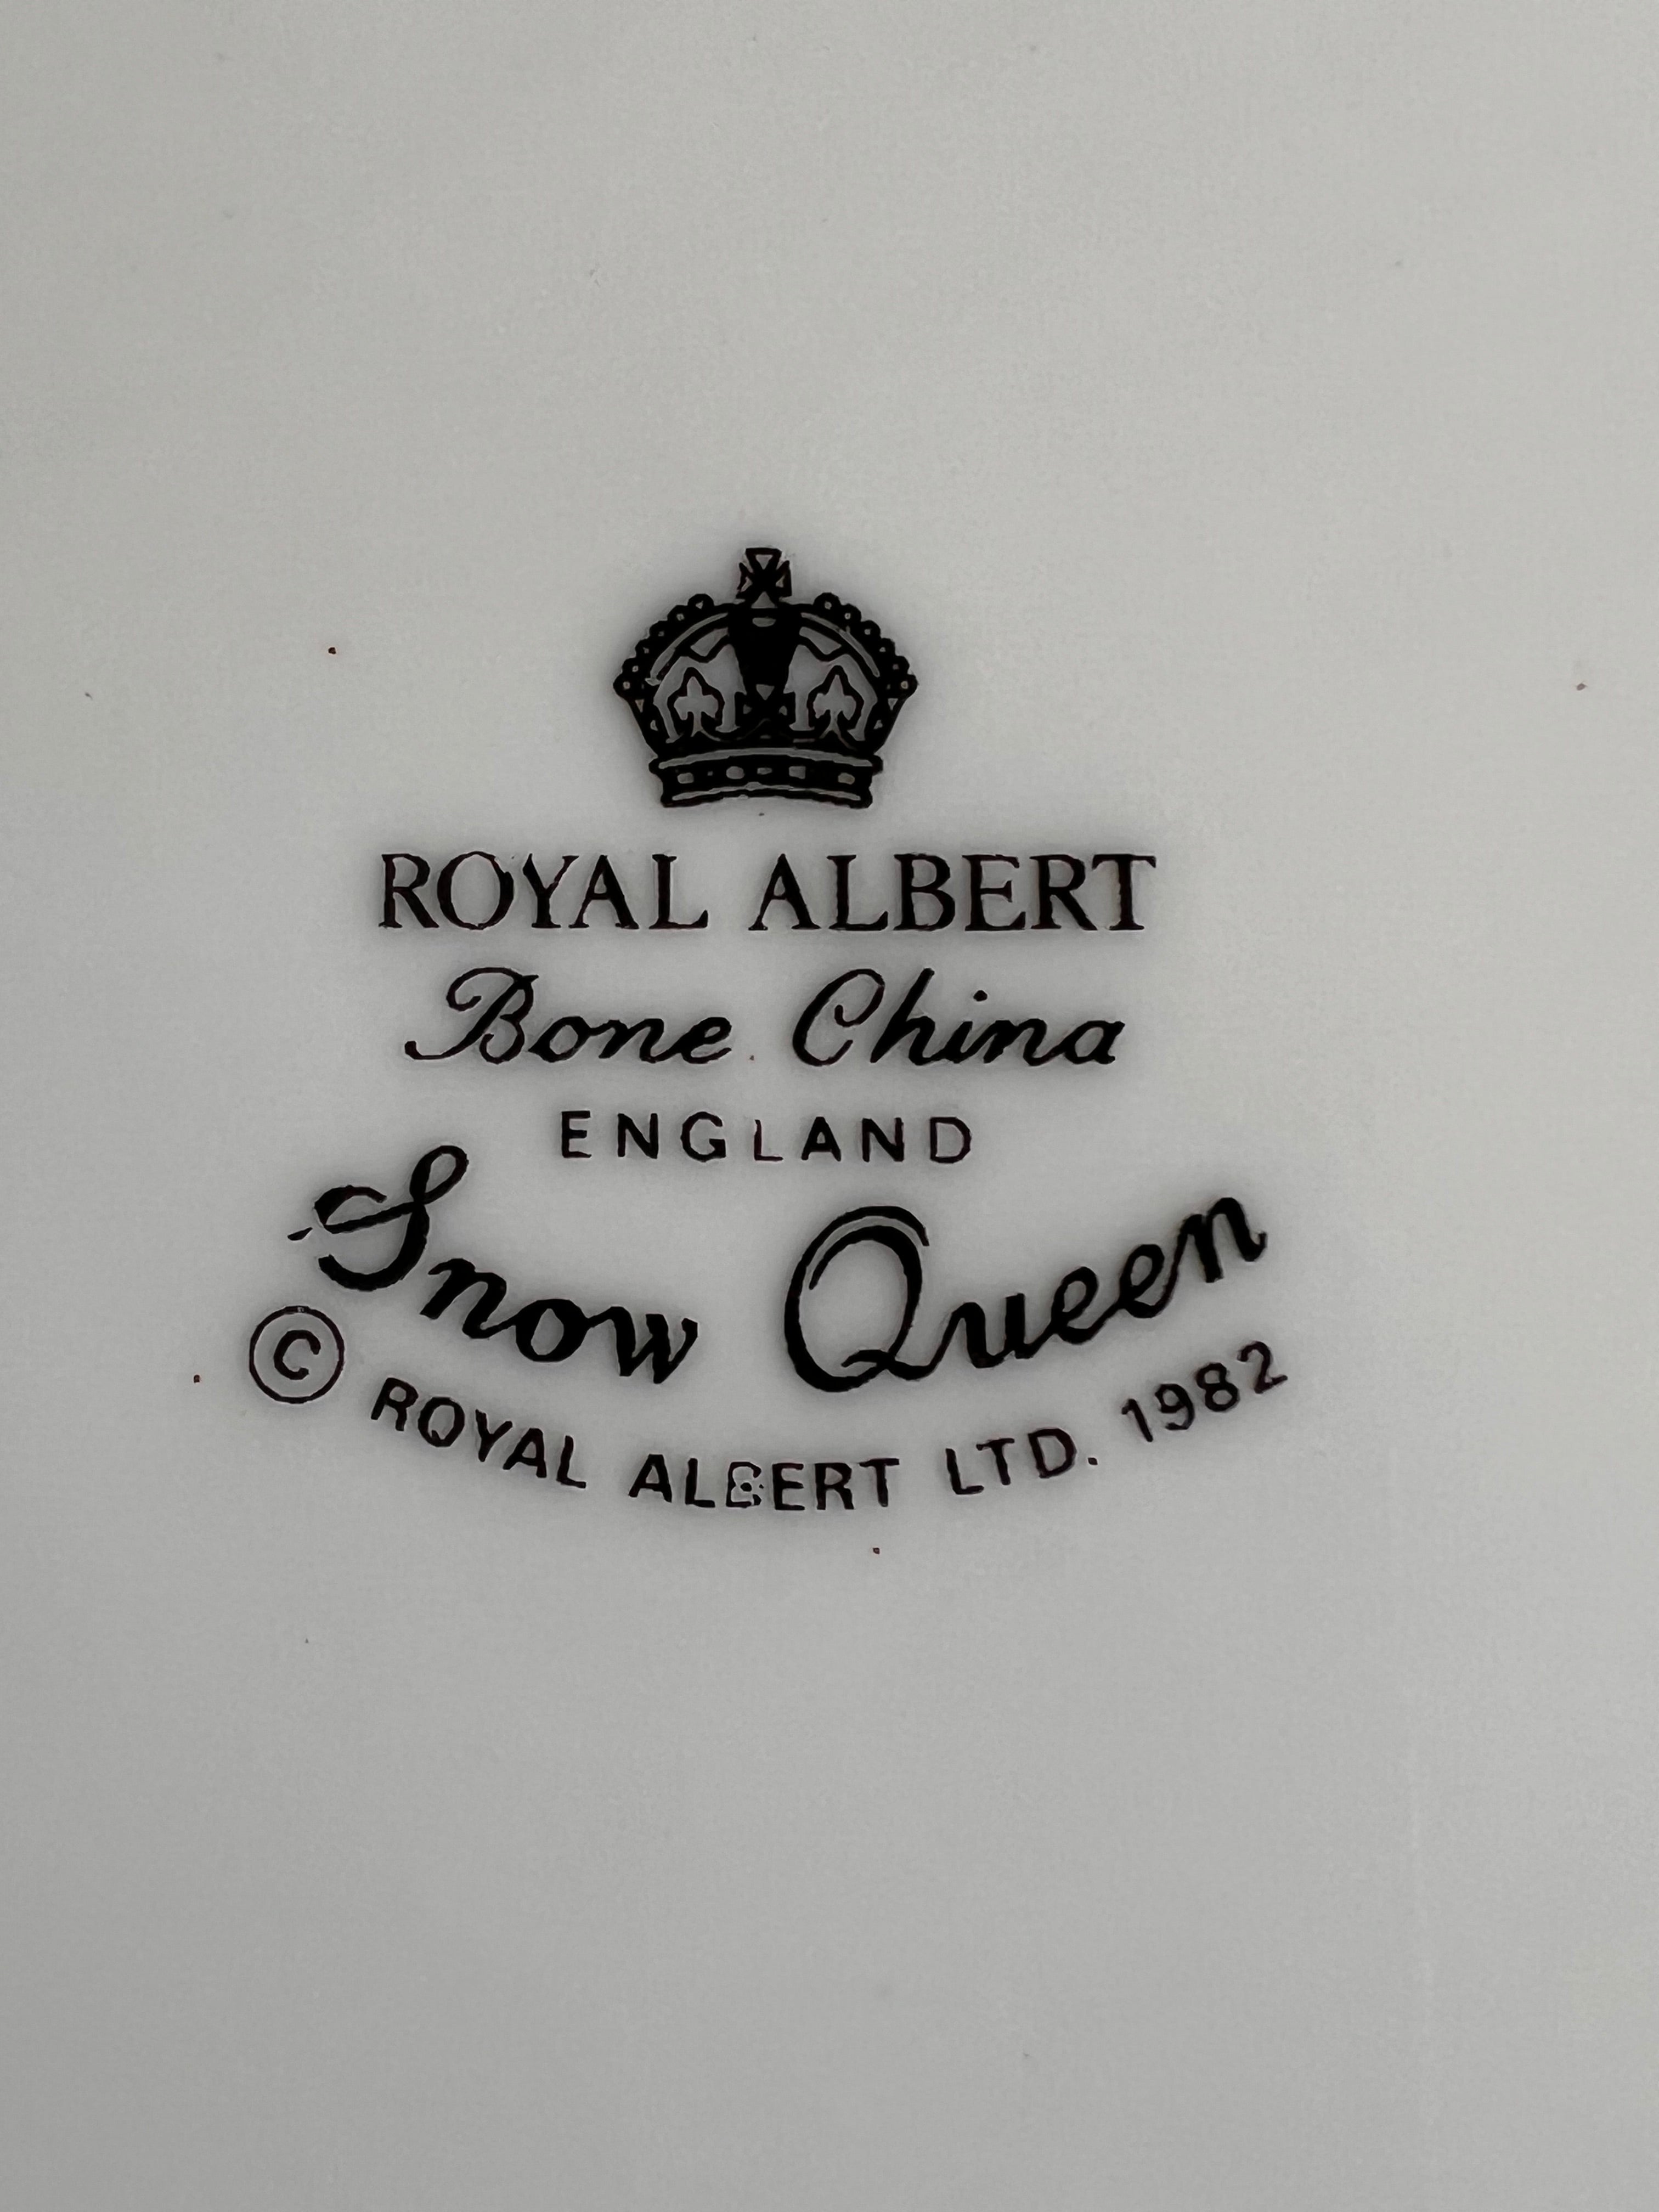 ROYAL ALBERT
Bone China
ENGLAND
Snow Queen
© ROYAL ALBERT LTD. 1982